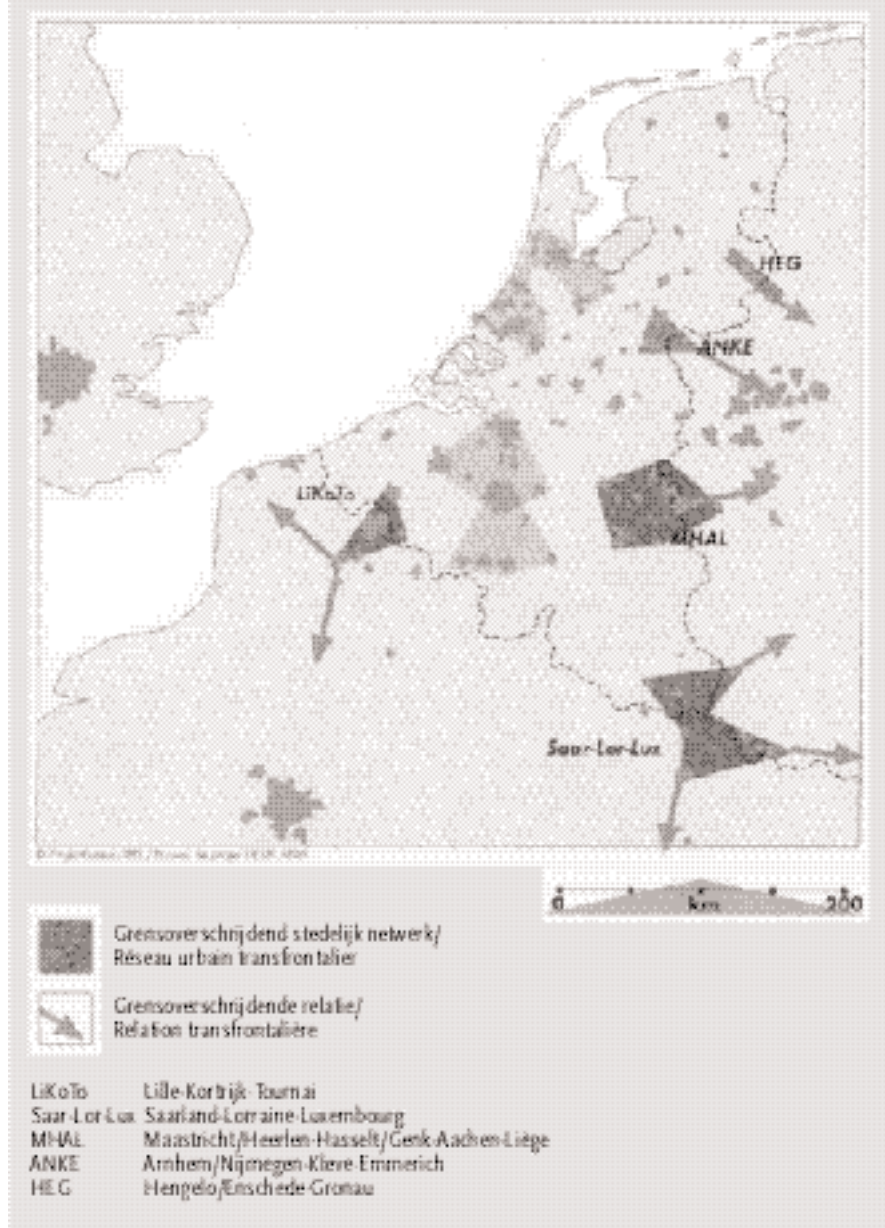 HEG
ANKE
LiKoTo
MHAL
Saar-Lor-Lux
0 km 200
Grensoverschrijdend stedelijk netwerk/
Réseau urbain transfrontalier
Grensoverschrijdende relatie/
Relation transfrontalière
LiKoTo Lille-Kortrijk-Tournai
Saar-Lor-Lux Saarland-Lorraine-Luxembourg
MHAL Maastricht/Heerlen-Hasselt/Genk-Aachen-Liège
ANKE Arnhem/Nijmegen-Kleve-Emmerich
HEG Hengelo/Enschede-Gronau